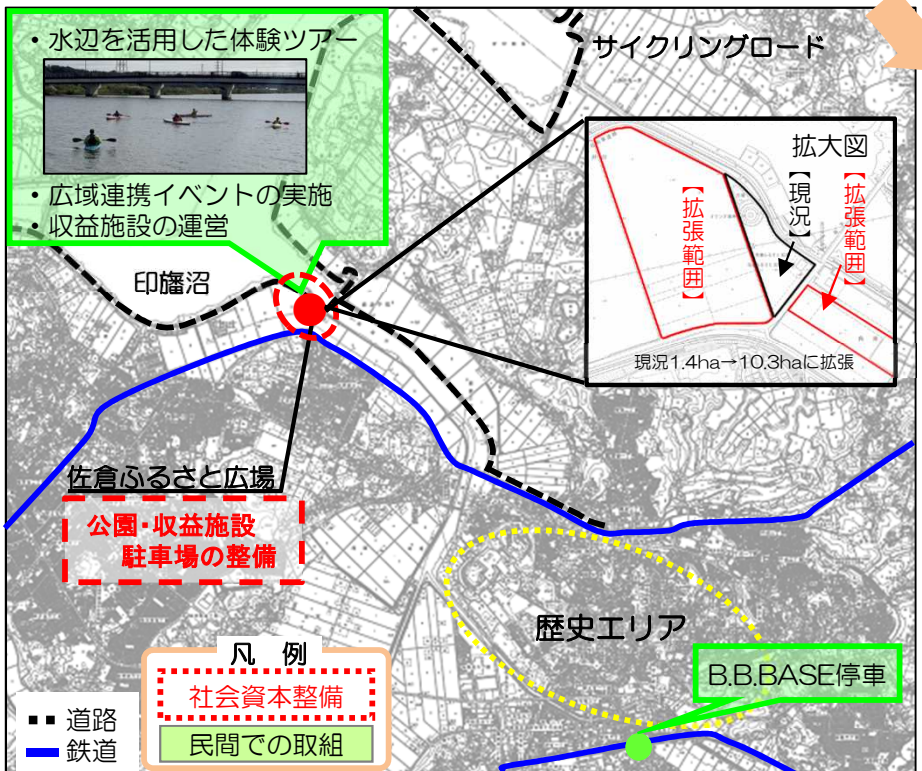 ・水辺を活用した体験ツアー
・広域連携イベントの実施
・収益施設の運営
サイクリングロード
拡大図
【現況】
【拡張範囲】
【拡張範囲】
現況1.4ha→10.3haに拡張
印旛沼
佐倉ふるさと広場
公園・収益施設
駐車場の整備
歴史エリア
B.B.BASE停車
凡 例
社会資本整備
民間での取組
道路
鉄道